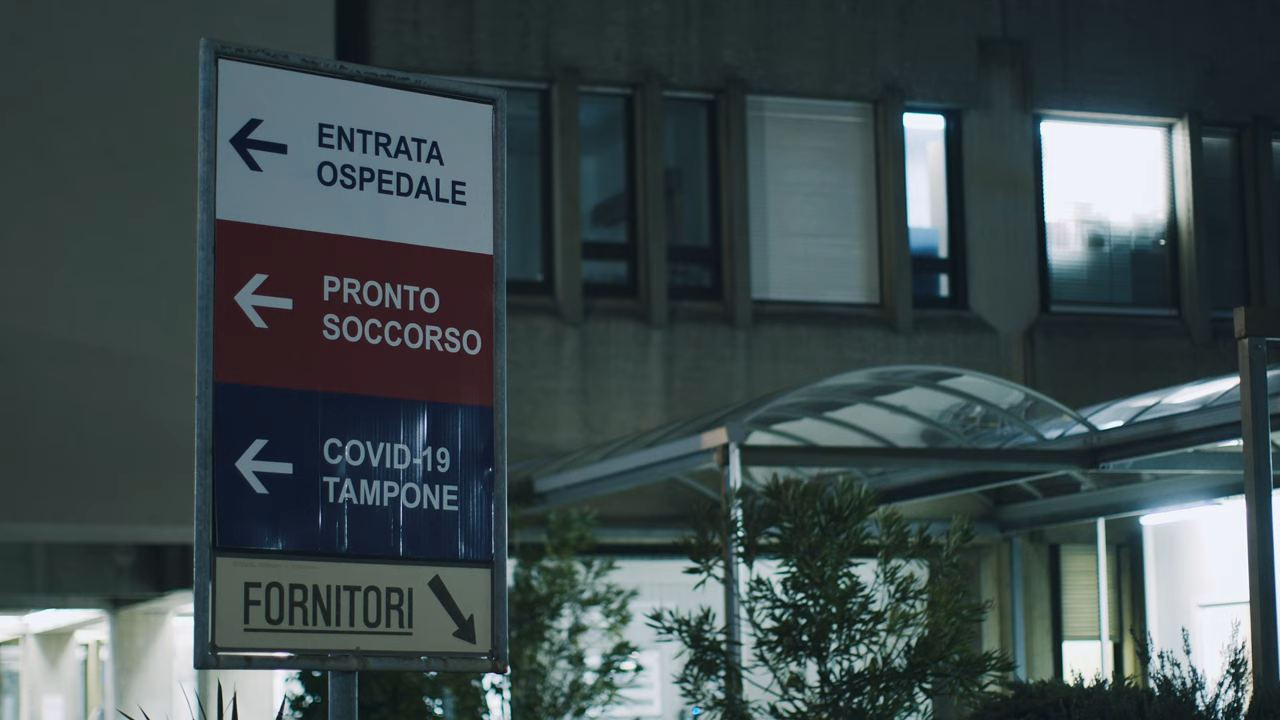 ENTRATA
OSPEDALE
PRONTO
SOCCORSO
COVID-19
TAMPONE
FORNITORI